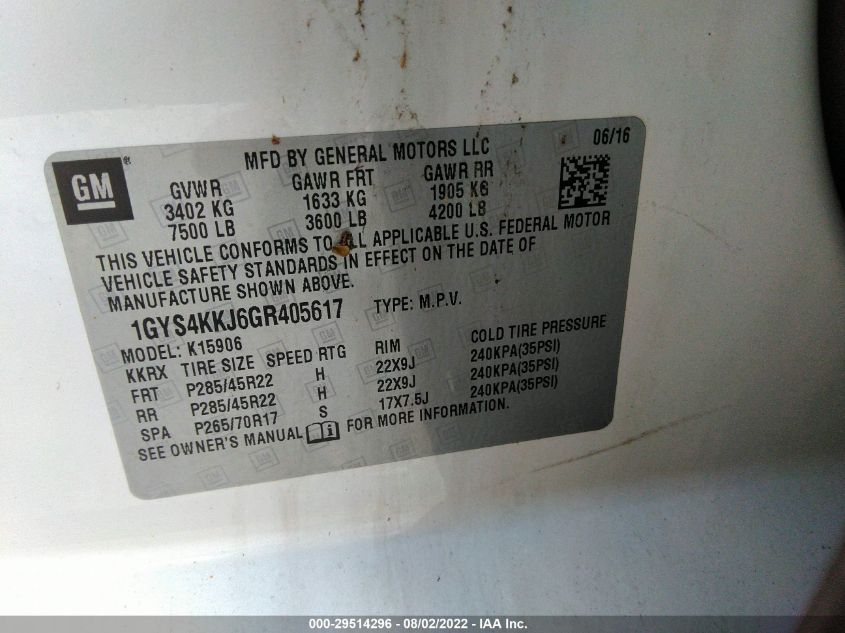 MFD BY GENERAL MOTORS LLC 06/16
GM®
GVWR GAWR FRT GAWR RR
3402 KG 1633 KG 1905 KG
7500 LB 3600 LB 4200 LB
THIS VEHICLE CONFORMS TO ALL APPLICABLE U.S. FEDERAL MOTOR
VEHICLE SAFETY STANDARDS IN EFFECT ON THE DATE OF
MANUFACTURE SHOWN ABOVE.
1GYS4KKJ6GR405617 TYPE: M.P.V.
MODEL: K15906
KKRX TIRE SIZE SPEED RTG RIM COLD TIRE PRESSURE
FRT P285/45R22 H 22X9J 240KPA(35PSI)
RR P285/45R22 H 22X9J 240KPA(35PSI)
SPA P265/70R17 S 17X7.5J 240KPA(35PSI)
SEE OWNER'S MANUAL FOR MORE INFORMATION.
000-29514296 - 08/02/2022 - IAA Inc.